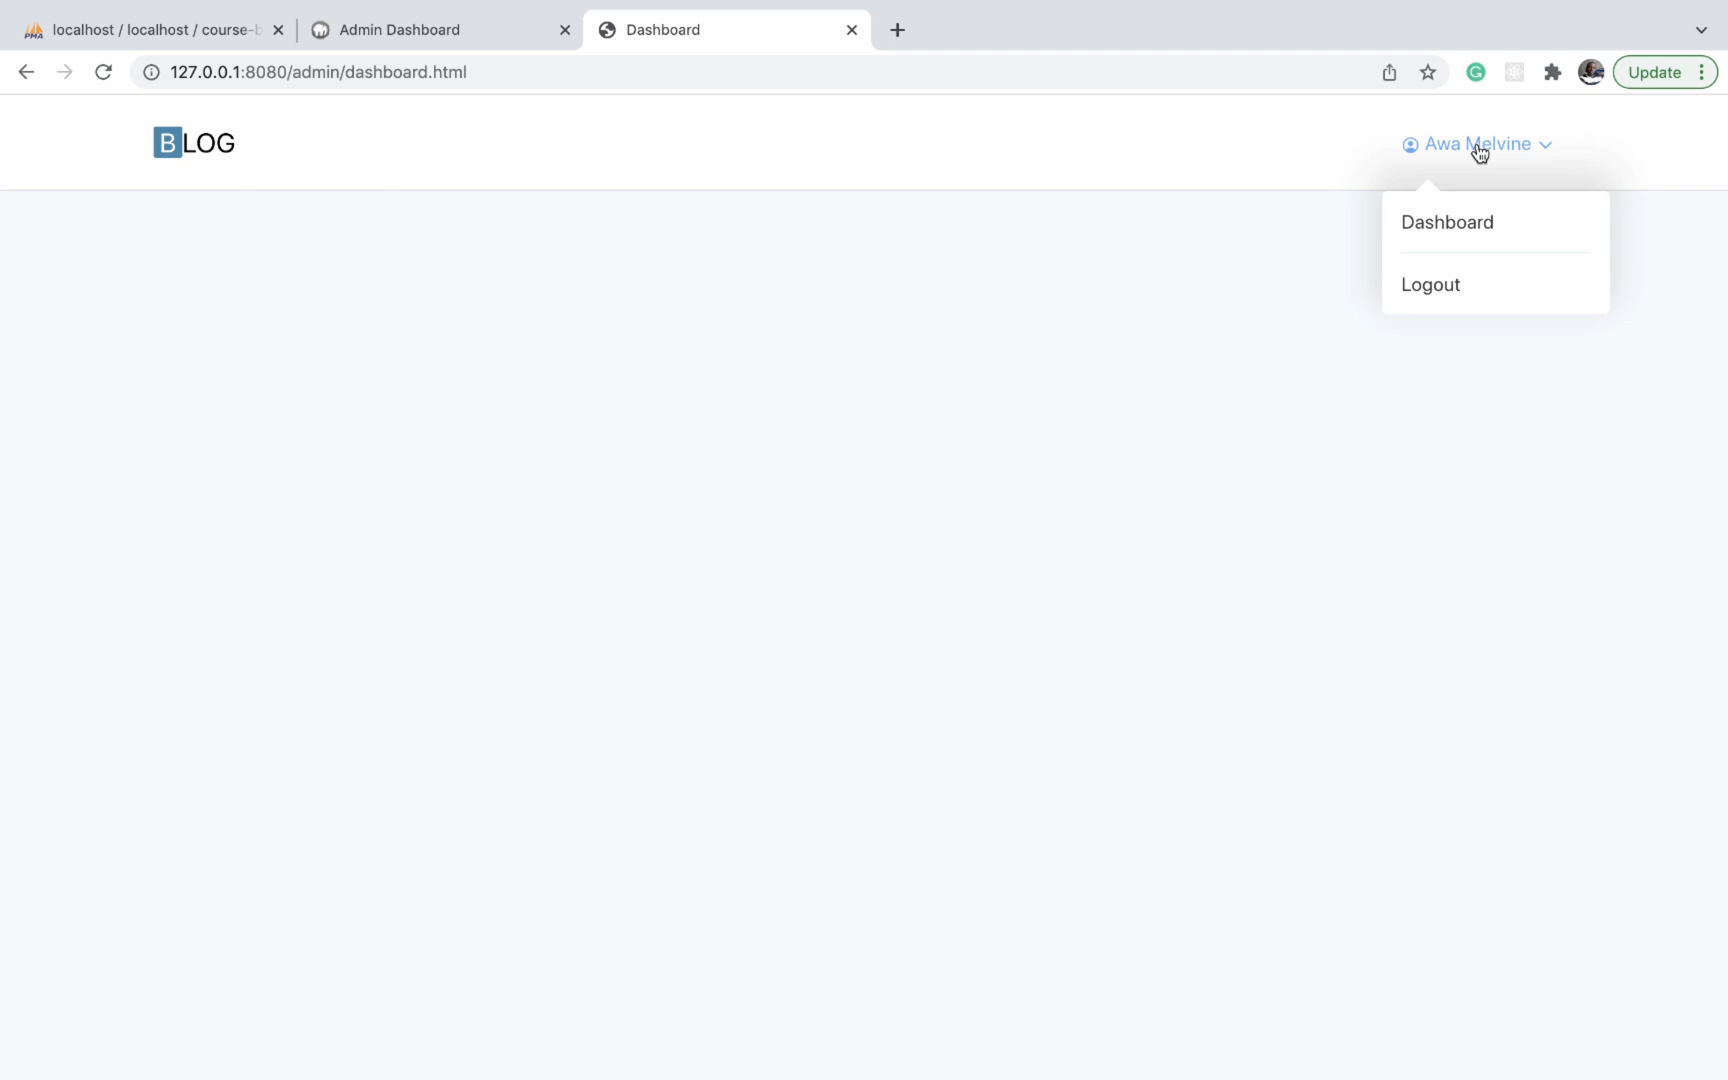 localhost / localhost / course-b
Admin Dashboard
Dashboard
127.0.0.1:8080/admin/dashboard.html
Update
BLOG
Awa Melvine
Dashboard
Logout